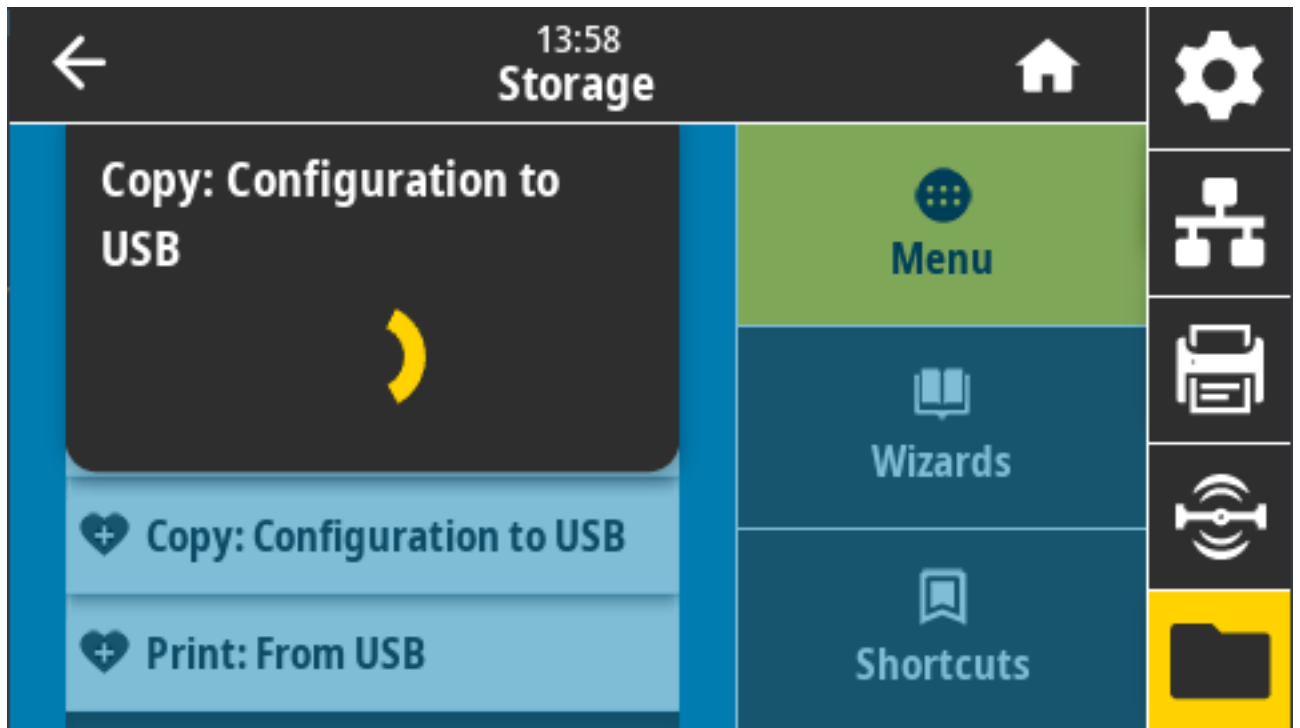 13:58
Storage
Copy: Configuration to
USB
Menu
Wizards
Copy: Configuration to USB
Shortcuts
Print: From USB